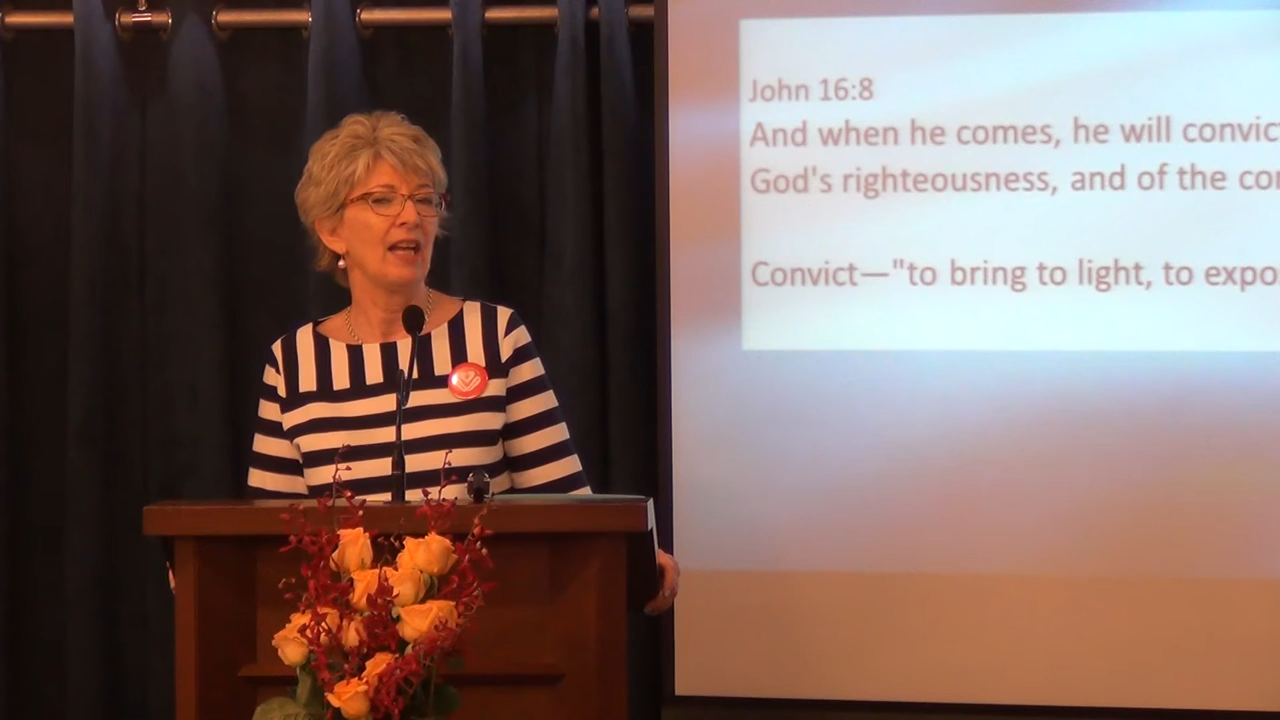 John 16:8
And when he comes, he will convic
God's righteousness, and of the co
Convict—"to bring to light, to expo